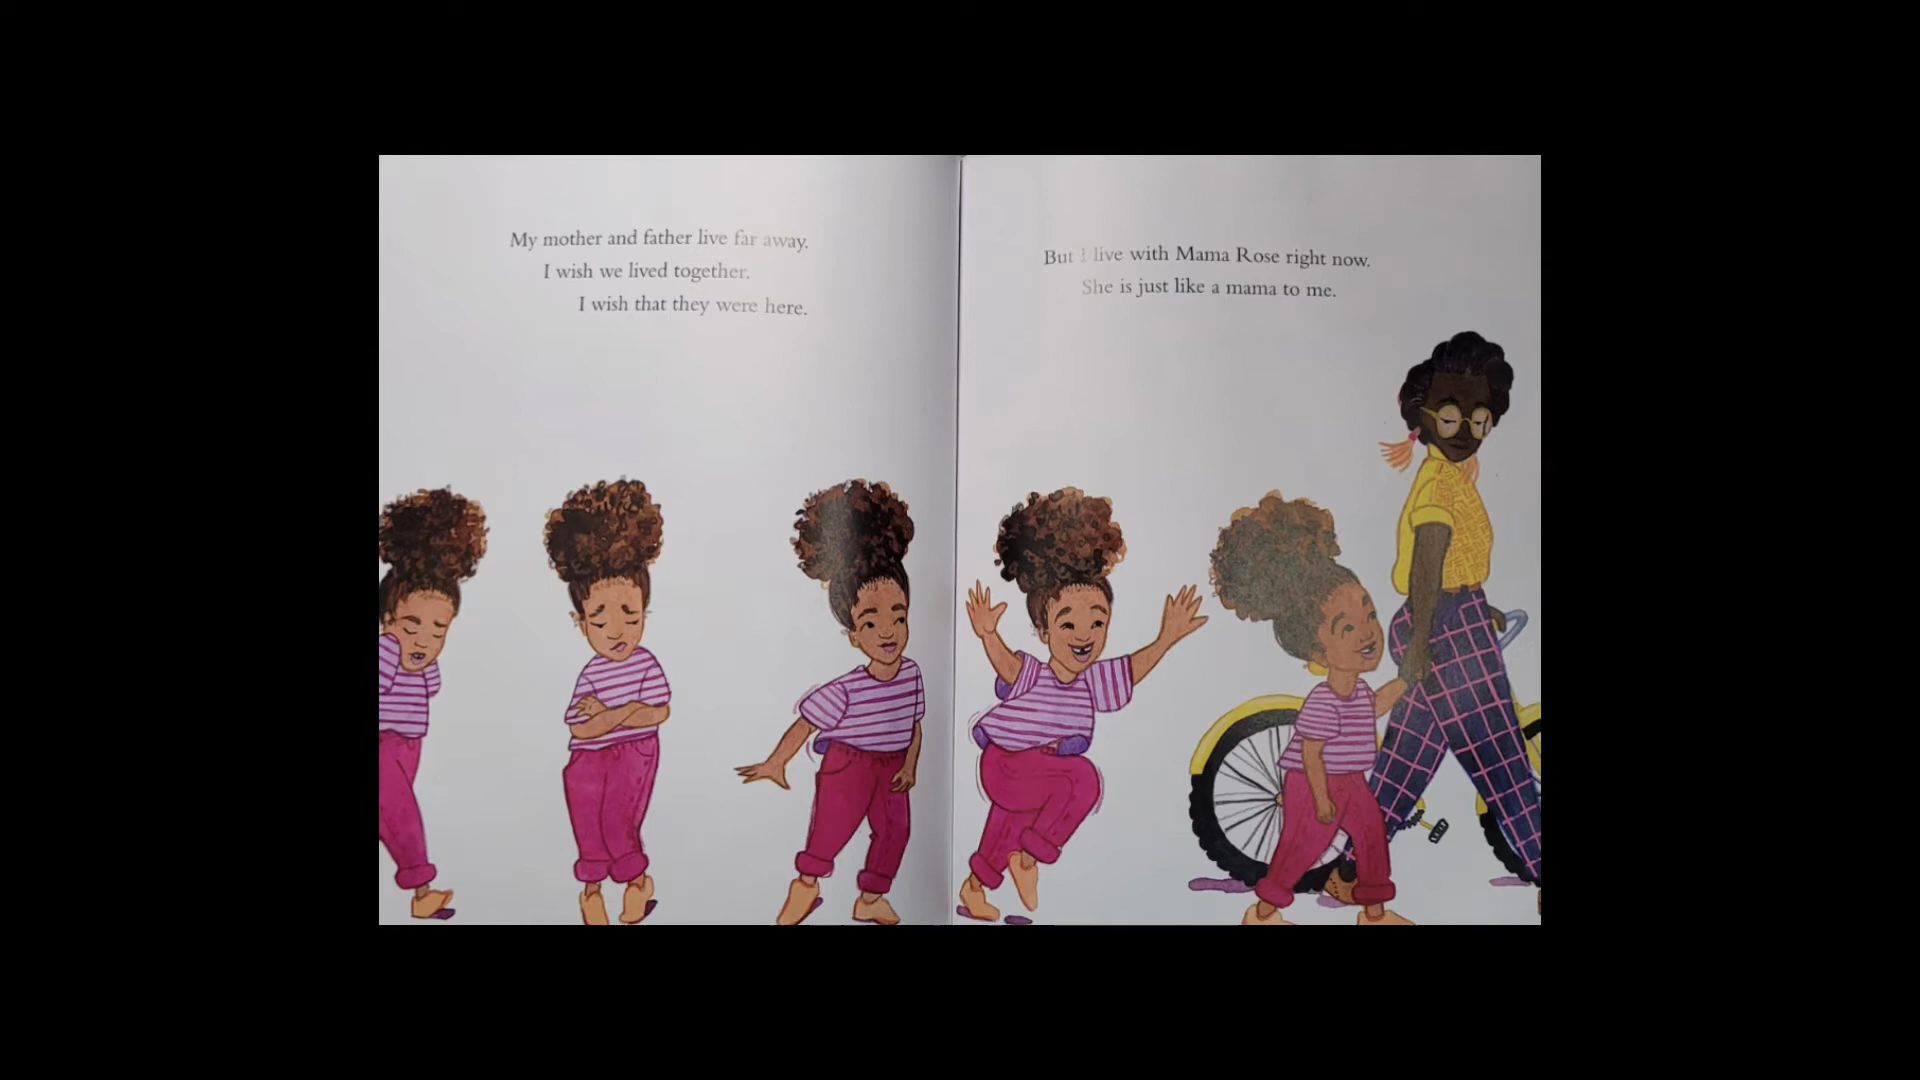 My mother and father live far away.
I wish we lived together.
I wish that they were here.
But I live with Mama Rose right now.
She is just like a mama to me.